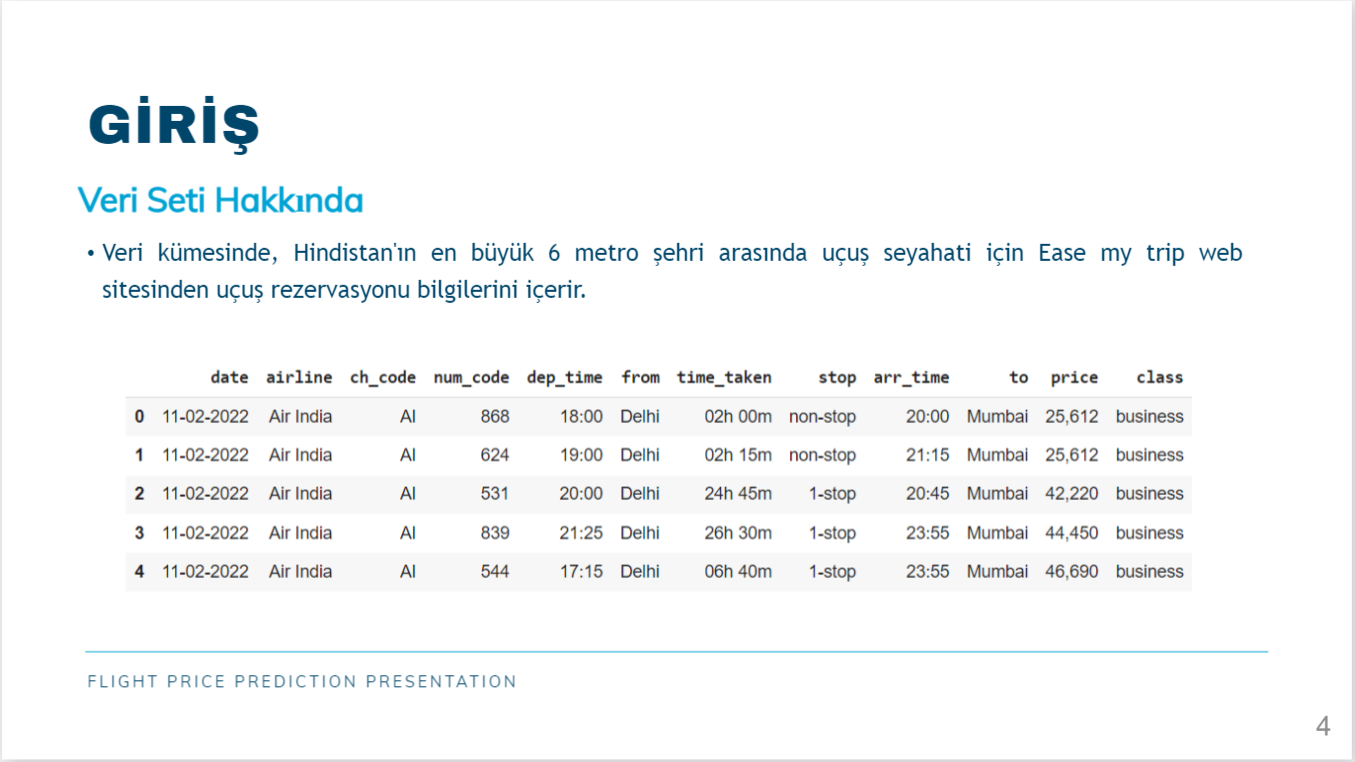 GİRİŞ
Veri Seti Hakkında
• Veri kümesinde, Hindistan'ın en büyük 6 metro şehri arasında uçuş seyahati için Ease my trip web
sitesinden uçuş rezervasyonu bilgilerini içerir.
date airline ch_code num_code dep_time from time_taken stop arr_time to price class
0 11-02-2022 Air India AI 868 18:00 Delhi 02h 00m non-stop 20:00 Mumbai 25,612 business
1 11-02-2022 Air India AI 624 19:00 Delhi 02h 15m non-stop 21:15 Mumbai 25,612 business
2 11-02-2022 Air India AI 531 20:00 Delhi 24h 45m 1-stop 20:45 Mumbai 42,220 business
3 11-02-2022 Air India AI 839 21:25 Delhi 26h 30m 1-stop 23:55 Mumbai 44,450 business
4 11-02-2022 Air India AI 544 17:15 Delhi 06h 40m 1-stop 23:55 Mumbai 46,690 business
FLIGHT PRICE PREDICTION PRESENTATION
4